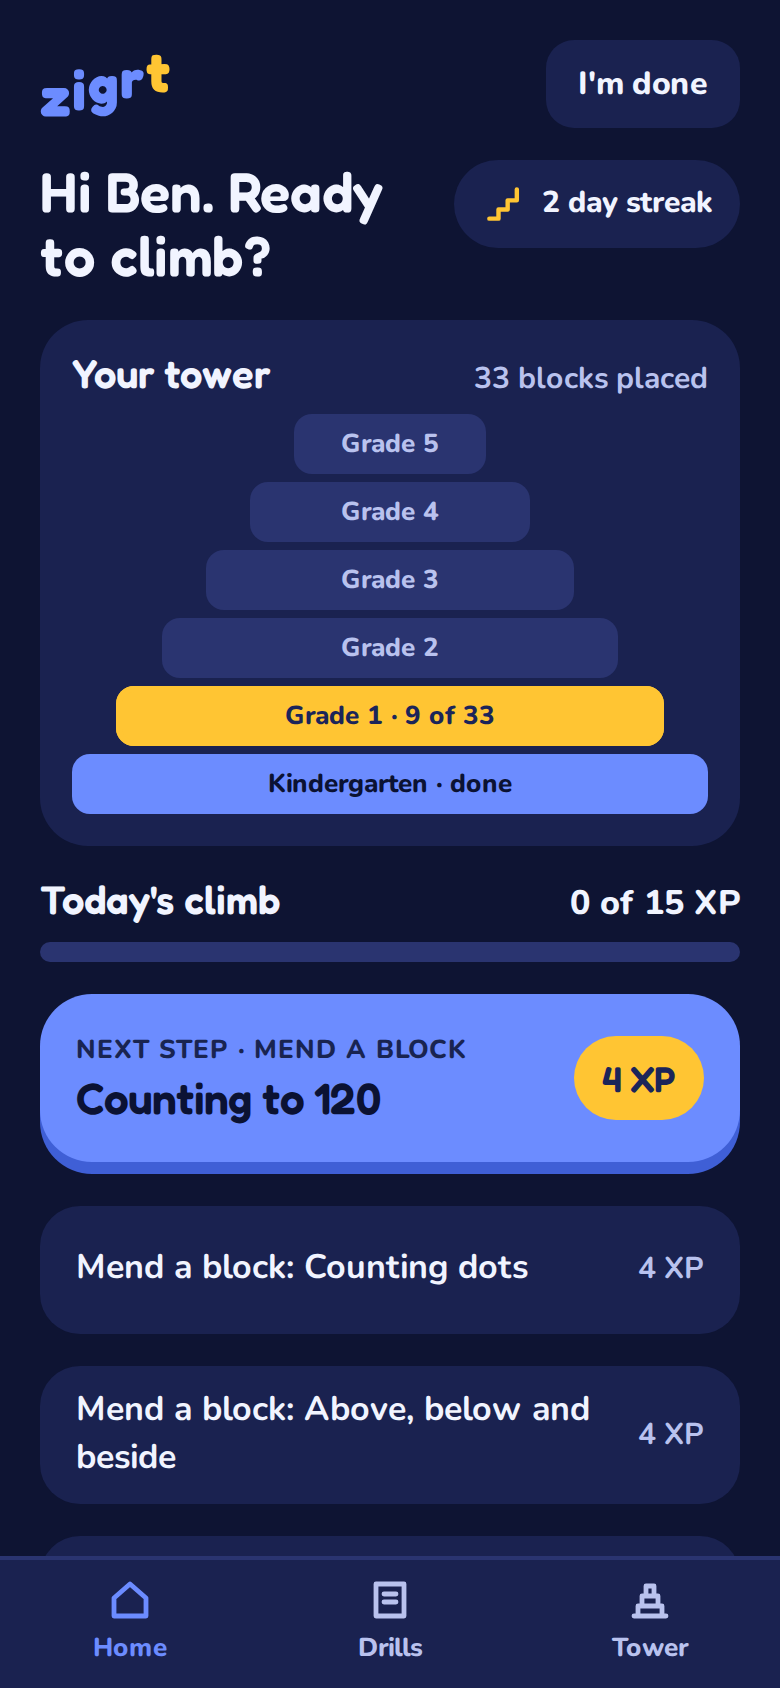 zigrt
I'm done
Hi Ben. Ready
to climb?
2 day streak
Your tower
33 blocks placed
Grade 5
Grade 4
Grade 3
Grade 2
Grade 1 · 9 of 33
Kindergarten · done
Today's climb
0 of 15 XP
NEXT STEP · MEND A BLOCK
Counting to 120
4 XP
Mend a block: Counting dots
4 XP
Mend a block: Above, below and
beside
4 XP
Home
Drills
Tower